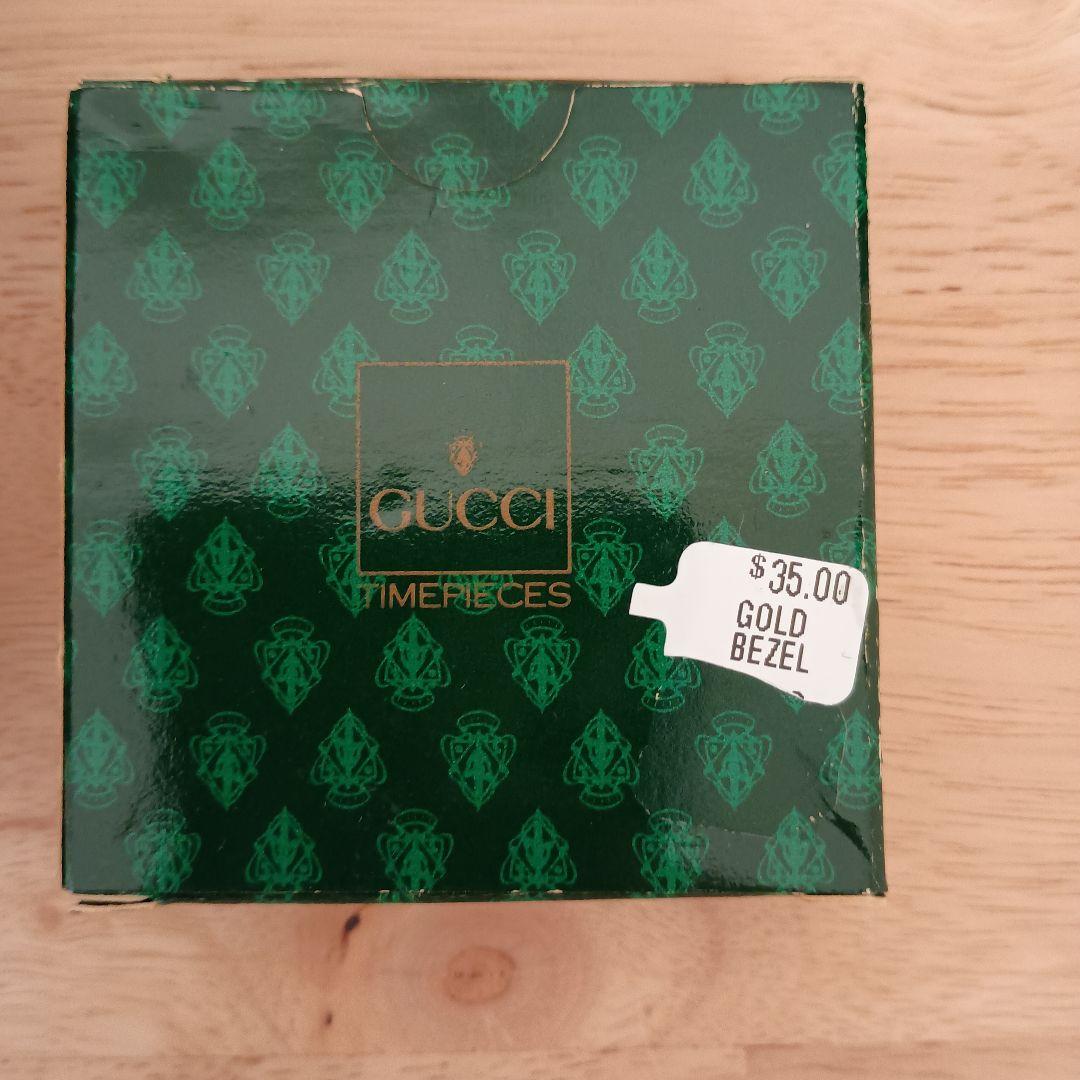 GUCCI
TIMEPIECES
$35.00
GOLD
BEZEL